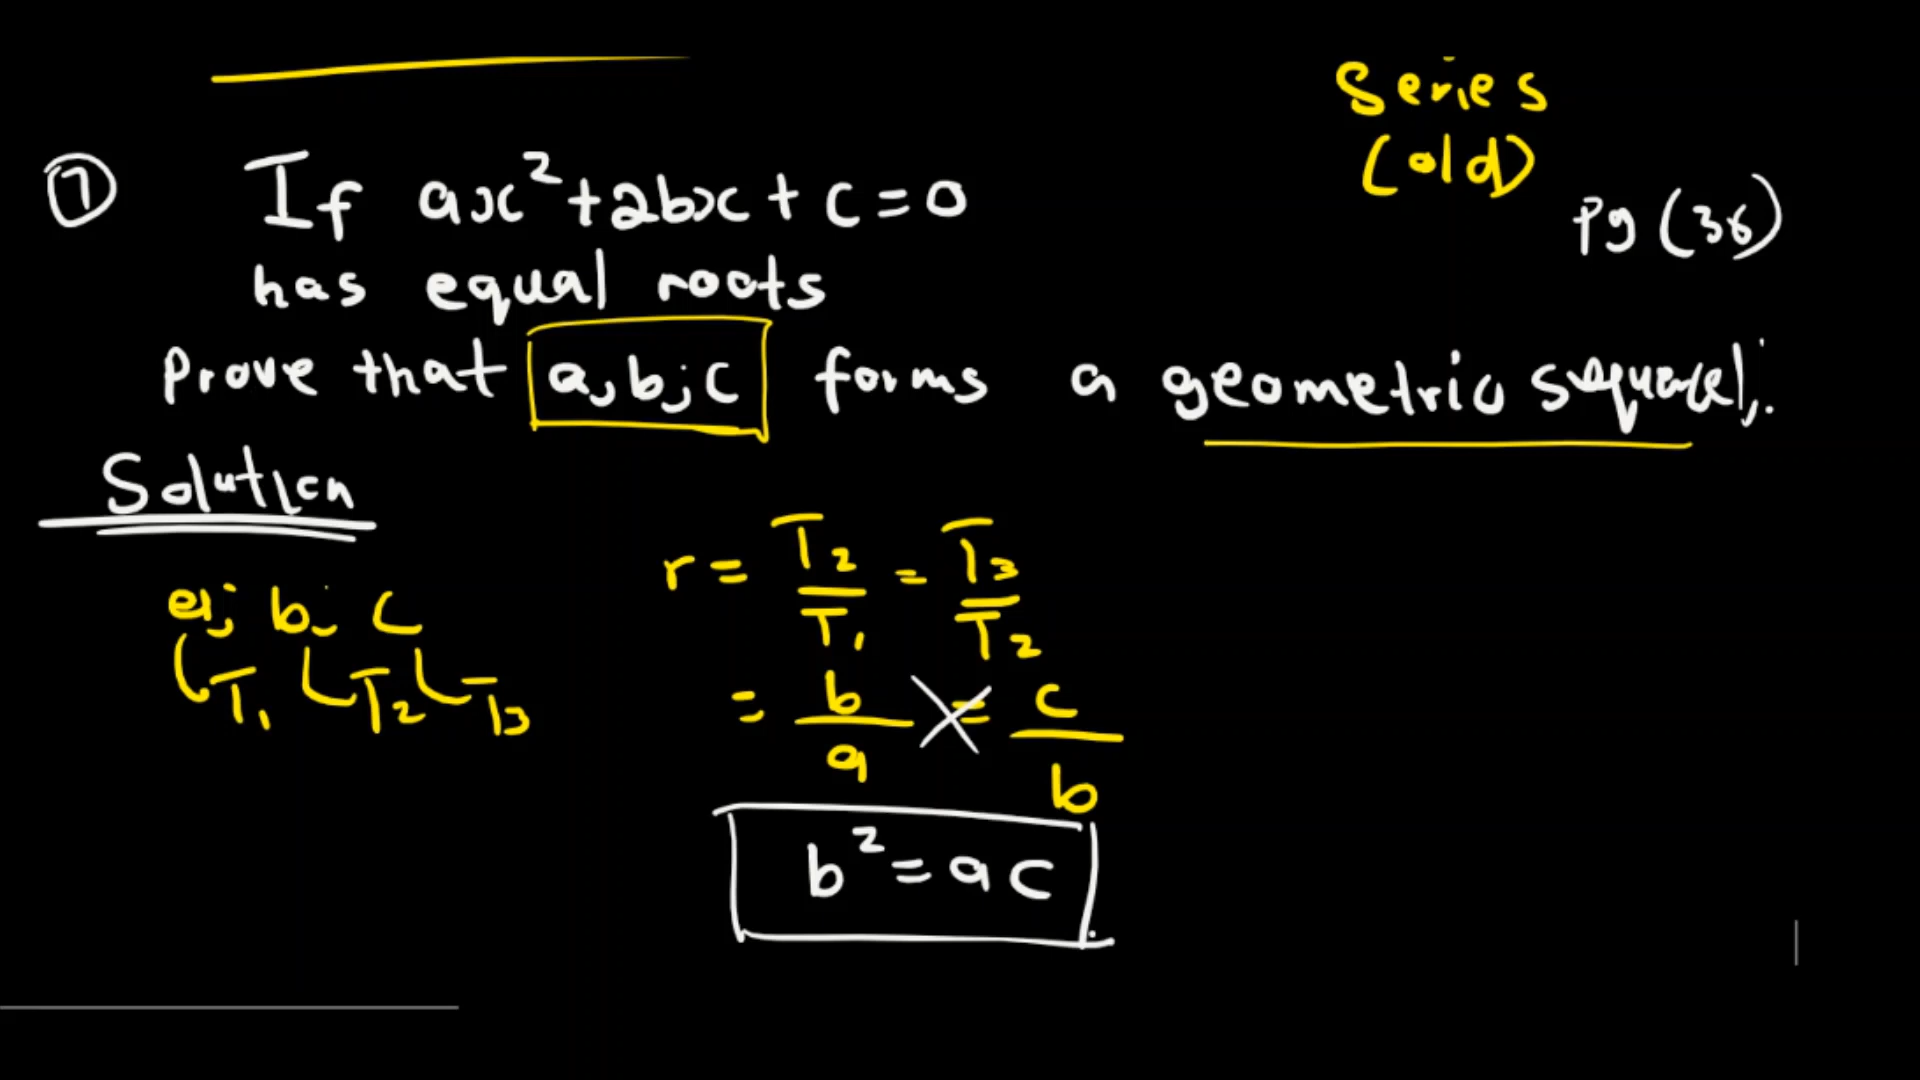 Series
(old)
Pg (36)
7 If ax²+2bx+c=0
has equal roots
Prove that a; b; c forms a geometric
Solution
a; b; c
T₁ T₂ T₃
r = T₂/T₁ = T₃/T₂
= b/a = c/b
b² = ac